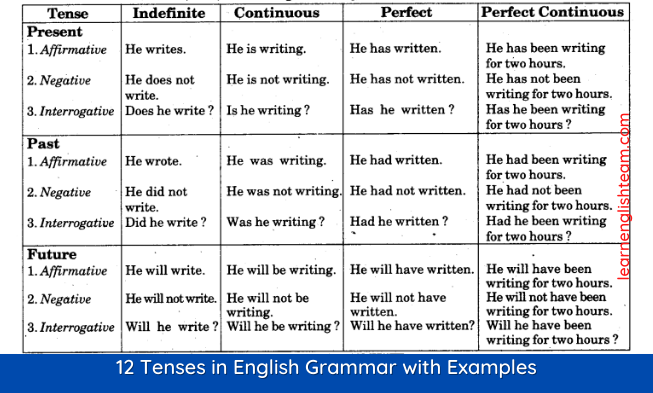 Tense Indefinite Continuous Perfect Perfect Continuous
Present
1. Affirmative He writes. He is writing. He has written. He has been writing
for two hours.
2. Negative He does not He is not writing. He has not written. He has not been
write. writing for two hours.
3. Interrogative Does he write ? Is he writing ? Has he written ? Has he been writing
for two hours ?
Past
1. Affirmative He wrote. He was writing. He had written. He had been writing
for two hours.
2. Negative He did not He was not writing. He had not written. He had not been
write. writing for two hours.
3. Interrogative Did he write ? Was he writing ? Had he written ? Had he been writing
for two hours ?
Future
1. Affirmative He will write. He will be writing. He will have written. He will have been
writing for two hours.
2. Negative He will not write. He will not be He will not have He will not have been
writing. written. writing for two hours.
3. Interrogative Will he write ? Will he be writing ? Will he have written? Will he have been
writing for two hours ?
learnenglishteam.com
12 Tenses in English Grammar with Examples